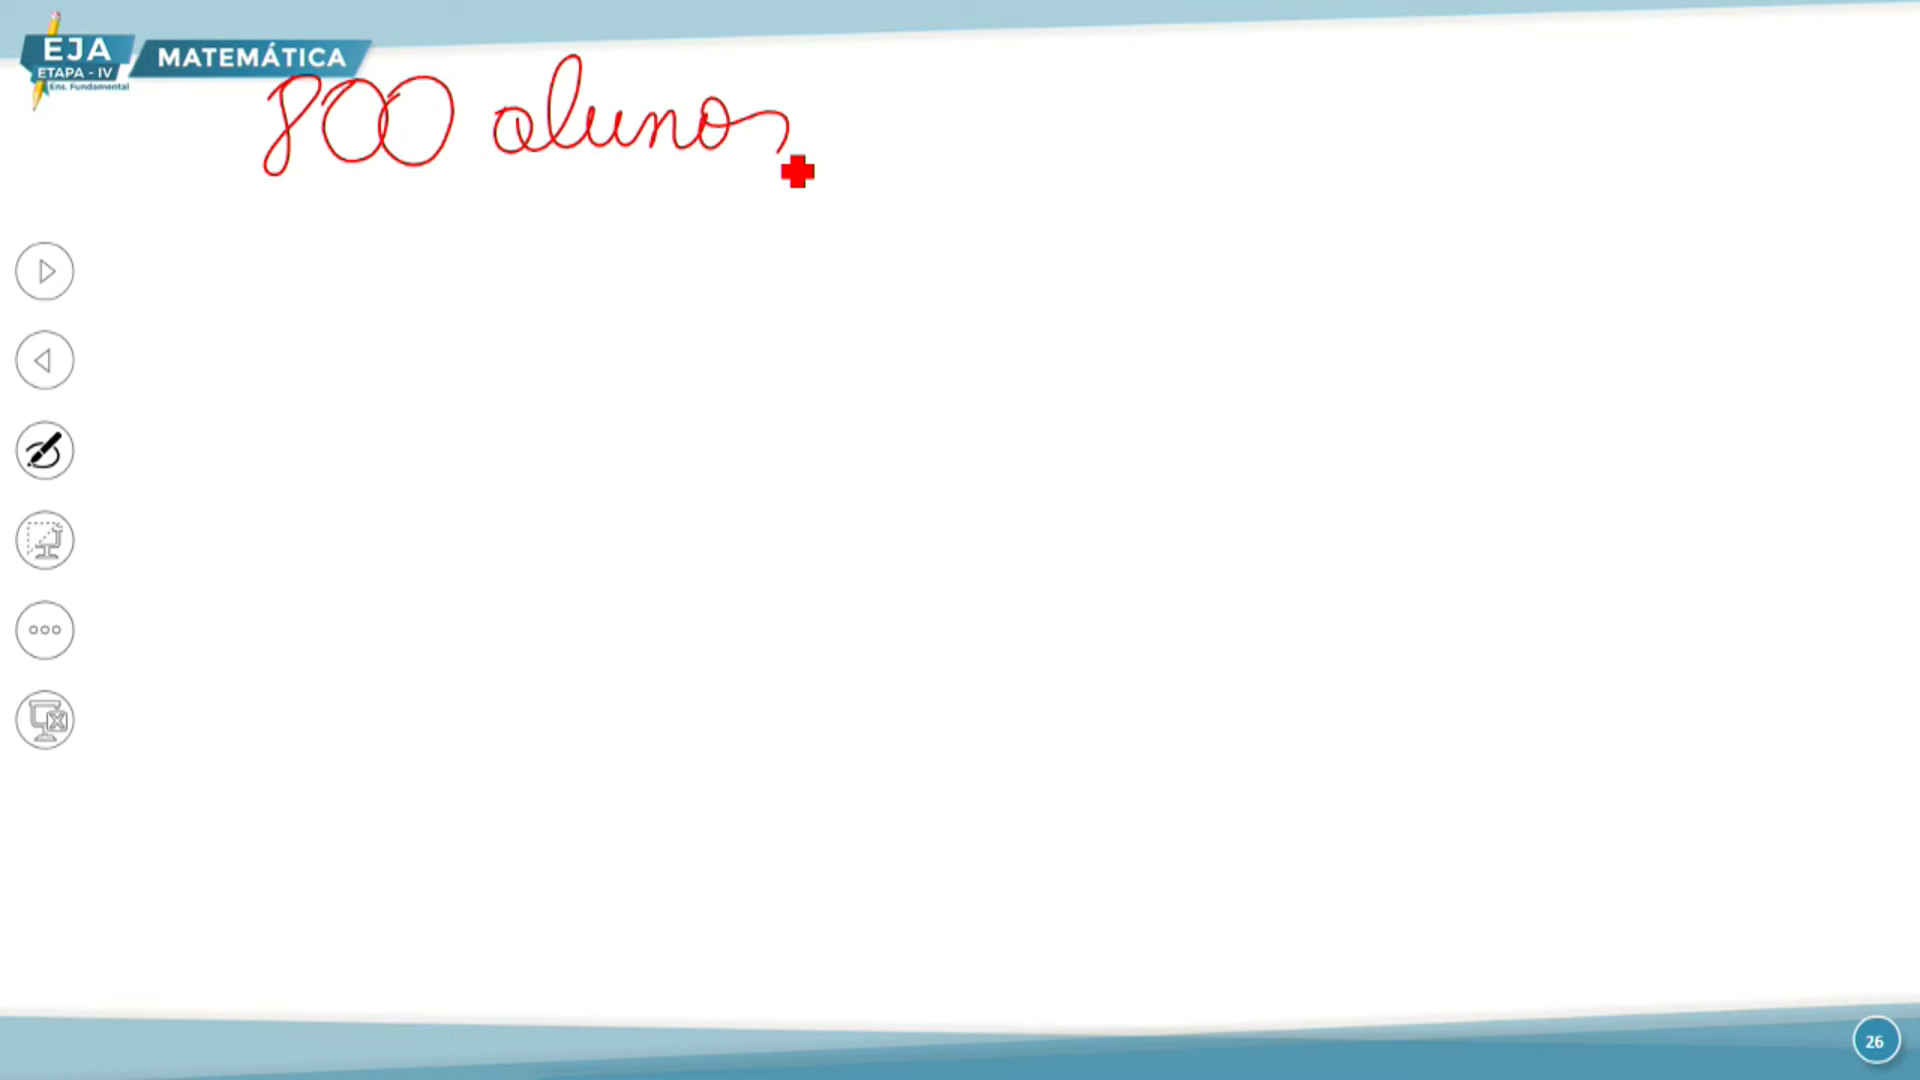 EJA
ETAPA - IV
Ens. Fundamental
MATEMÁTICA
800 alunos
26